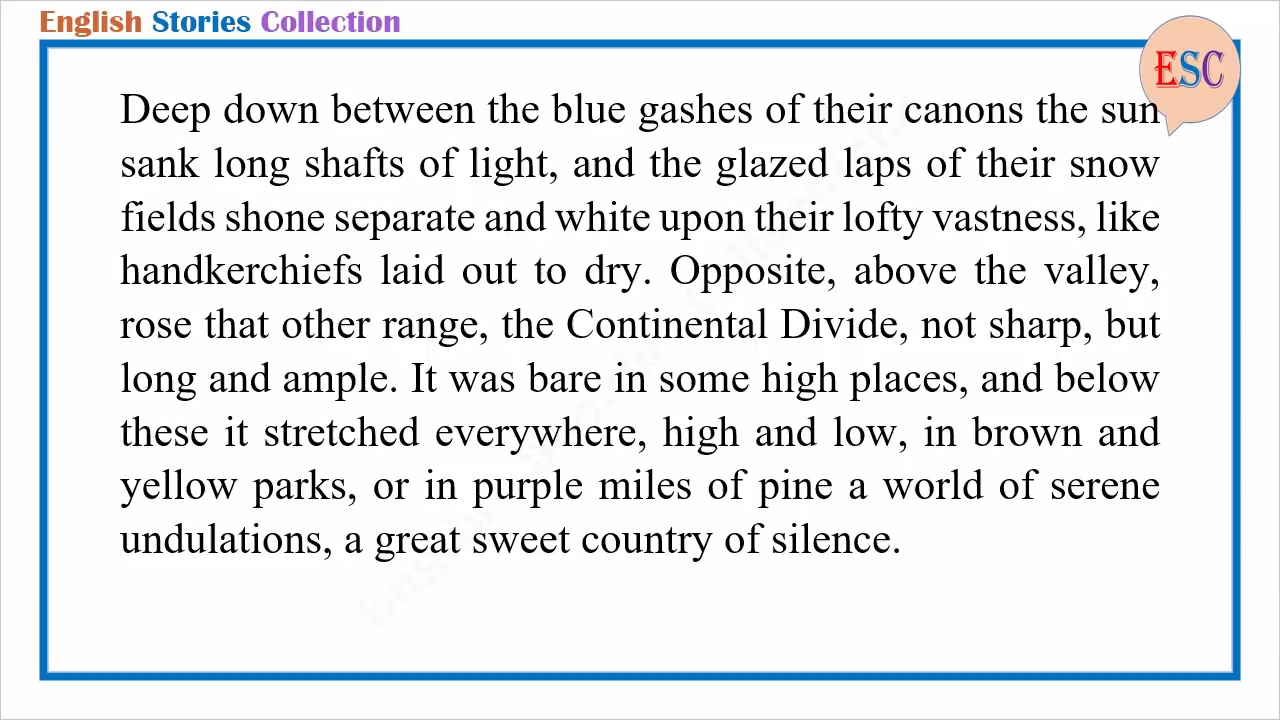 English Stories Collection
ESC
Deep down between the blue gashes of their canons the sun
sank long shafts of light, and the glazed laps of their snow
fields shone separate and white upon their lofty vastness, like
handkerchiefs laid out to dry. Opposite, above the valley,
rose that other range, the Continental Divide, not sharp, but
long and ample. It was bare in some high places, and below
these it stretched everywhere, high and low, in brown and
yellow parks, or in purple miles of pine a world of serene
undulations, a great sweet country of silence.